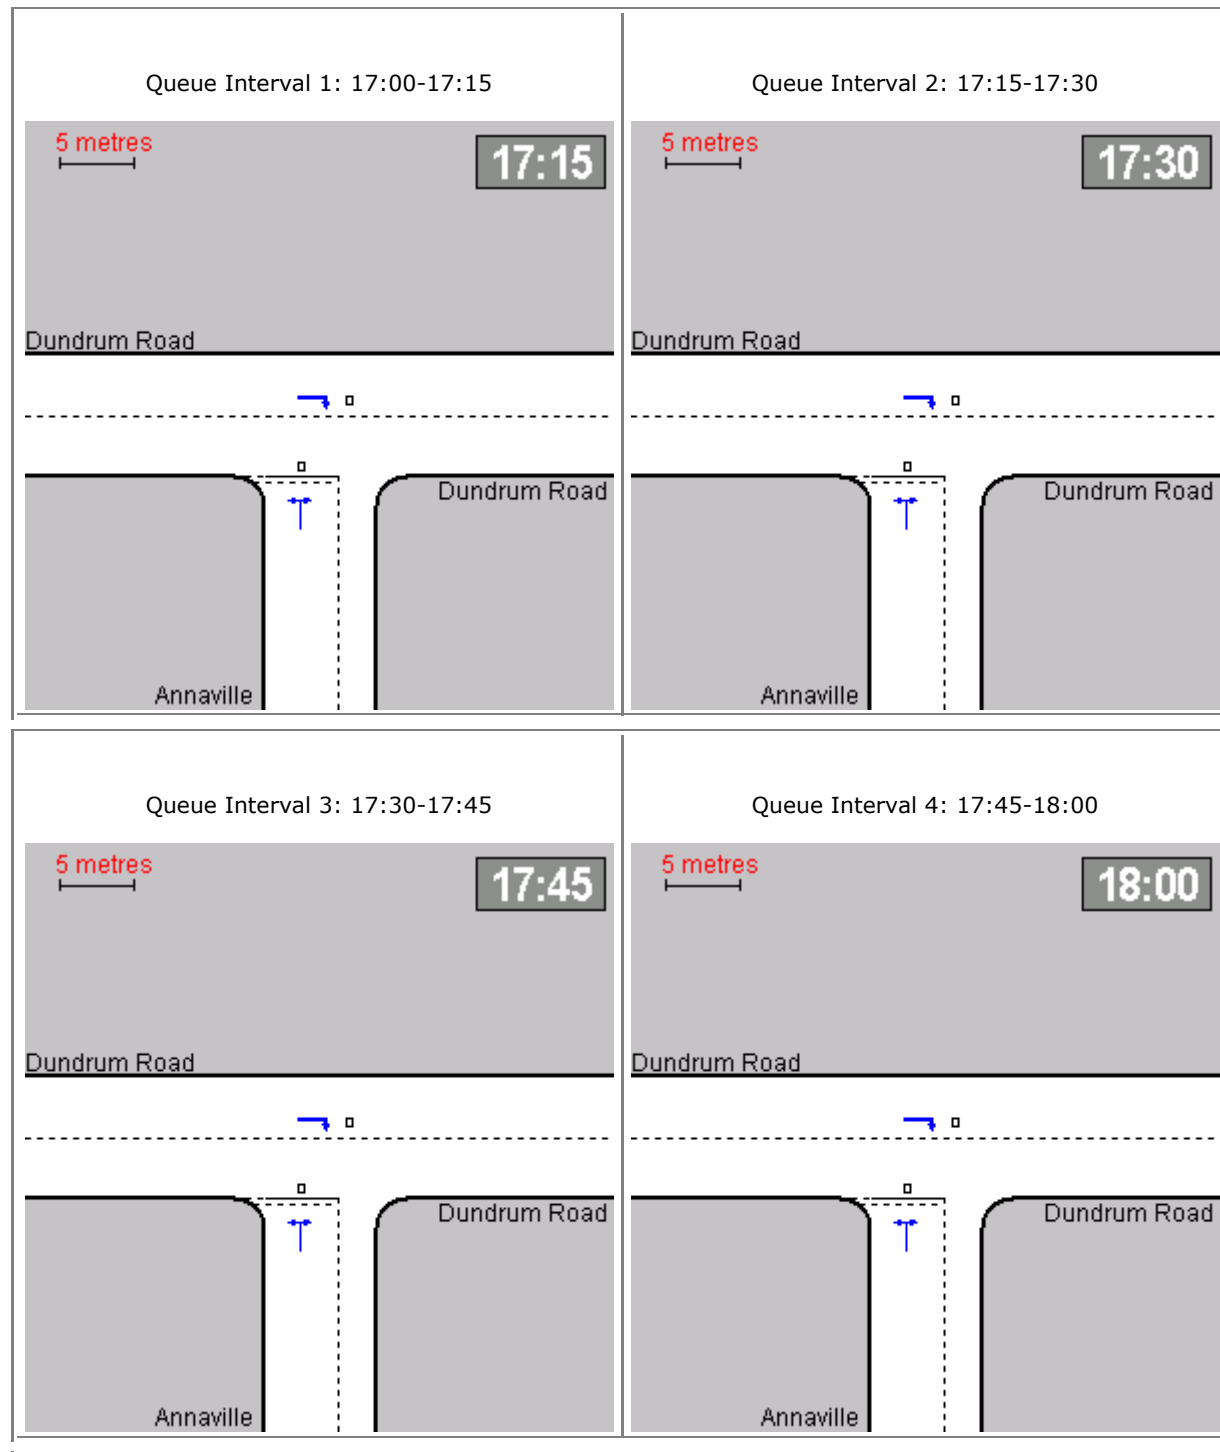 Queue Interval 1: 17:00-17:15
5 metres
17:15
Dundrum Road
Dundrum Road
Annaville
Queue Interval 2: 17:15-17:30
5 metres
17:30
Dundrum Road
Dundrum Road
Annaville
Queue Interval 3: 17:30-17:45
5 metres
17:45
Dundrum Road
Dundrum Road
Annaville
Queue Interval 4: 17:45-18:00
5 metres
18:00
Dundrum Road
Dundrum Road
Annaville